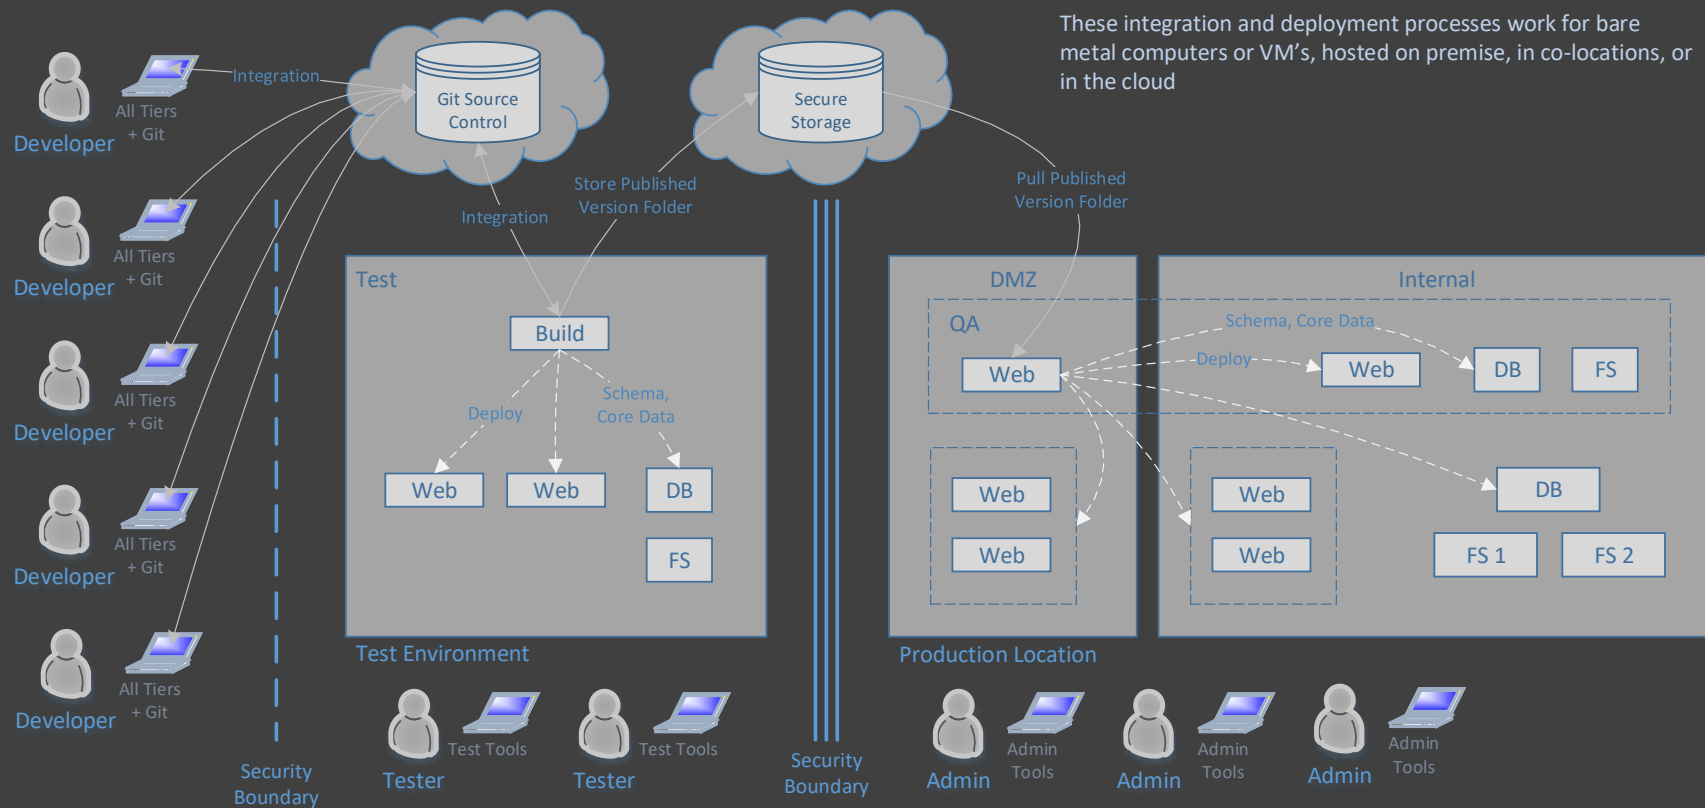 These integration and deployment processes work for bare
metal computers or VM's, hosted on premise, in co-locations, or
in the cloud
Developer
All Tiers
+ Git
Developer
All Tiers
+ Git
Developer
All Tiers
+ Git
Developer
All Tiers
+ Git
Developer
All Tiers
+ Git
Integration
Git Source
Control
Secure
Storage
Integration
Store Published
Version Folder
Pull Published
Version Folder
Security
Boundary
Test
Build
Deploy
Schema,
Core Data
Web
Web
DB
FS
Test Environment
Tester
Test Tools
Tester
Test Tools
Security
Boundary
DMZ
Internal
QA
Web
Schema, Core Data
Deploy
Web
DB
FS
Web
Web
Web
Web
DB
FS 1
FS 2
Production Location
Admin
Admin
Tools
Admin
Admin
Tools
Admin
Admin
Tools